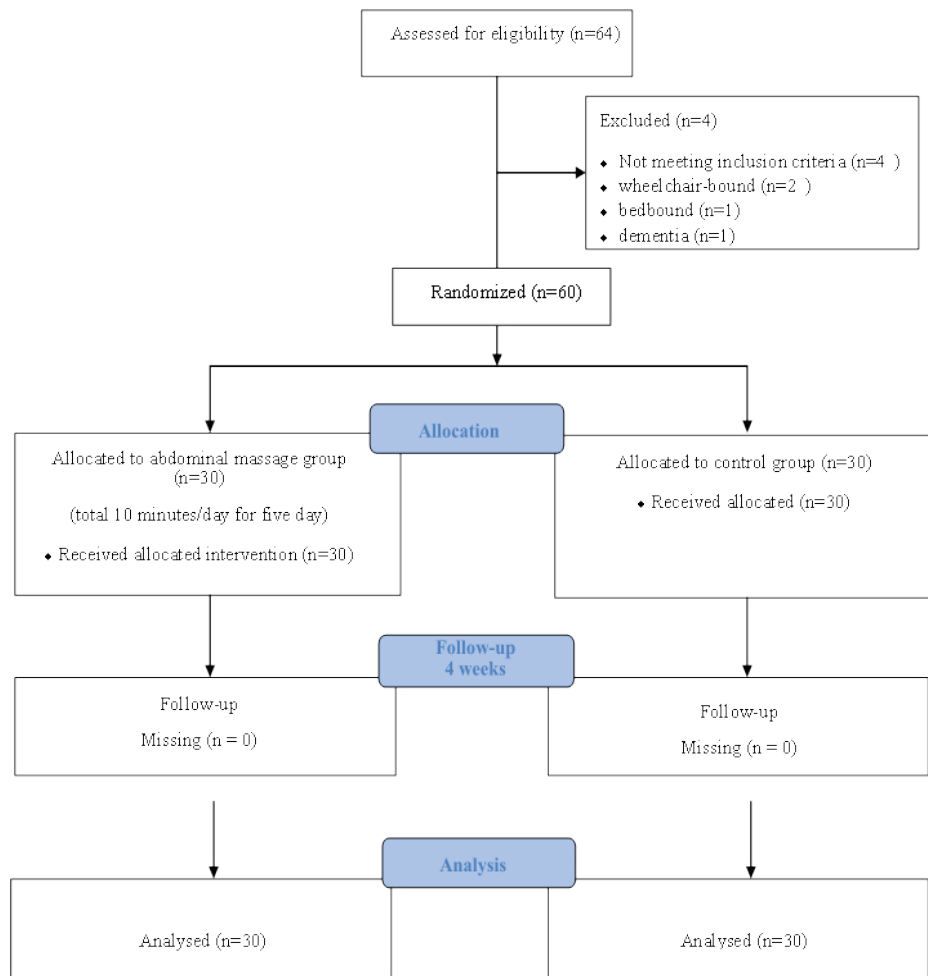 Assessed for eligibility (n=64)
Excluded (n=4)
⬥ Not meeting inclusion criteria (n=4 )
⬥ wheelchair-bound (n=2 )
⬥ bedbound (n=1)
⬥ dementia (n=1)
Randomized (n=60)
Allocation
Allocated to abdominal massage group
(n=30)
(total 10 minutes/day for five day)
⬥ Received allocated intervention (n=30)
Allocated to control group (n=30)
⬥ Received allocated (n=30)
Follow-up
4 weeks
Follow-up
Missing (n = 0)
Follow-up
Missing (n = 0)
Analysis
Analysed (n=30)
Analysed (n=30)